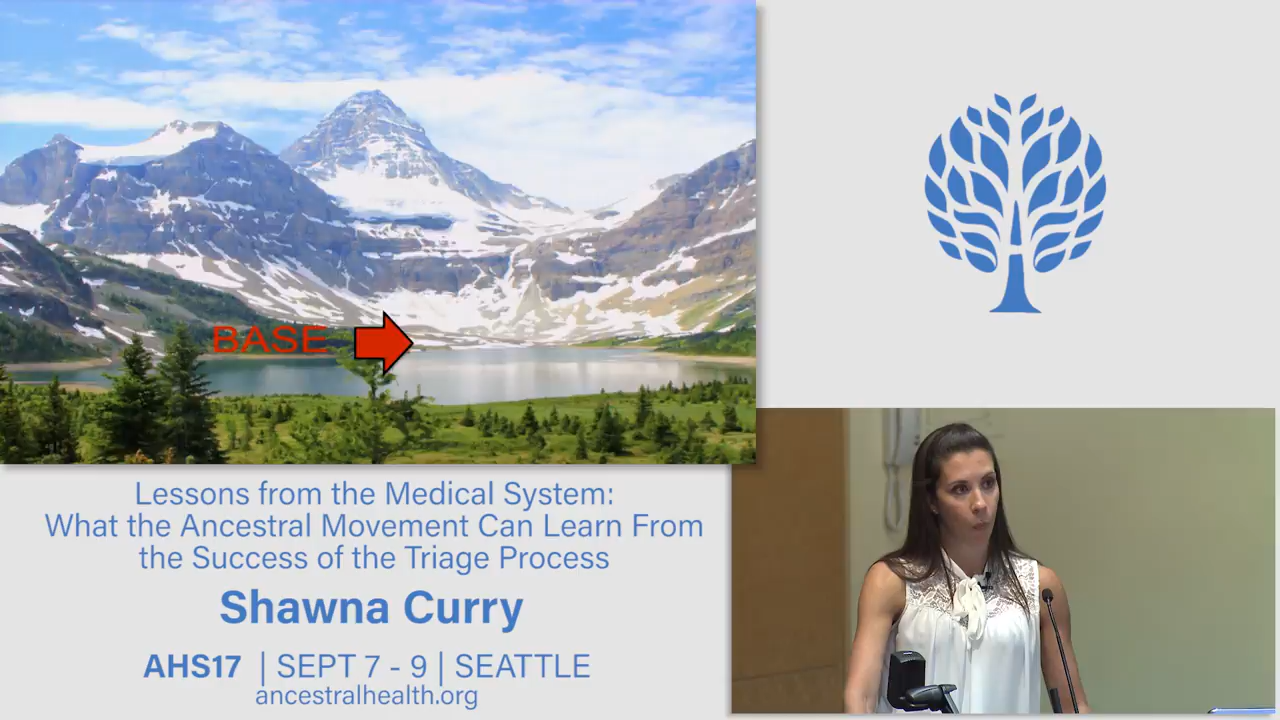 BASE
Lessons from the Medical System:
What the Ancestral Movement Can Learn From
the Success of the Triage Process
Shawna Curry
AHS17 | SEPT 7 - 9 | SEATTLE
ancestralhealth.org